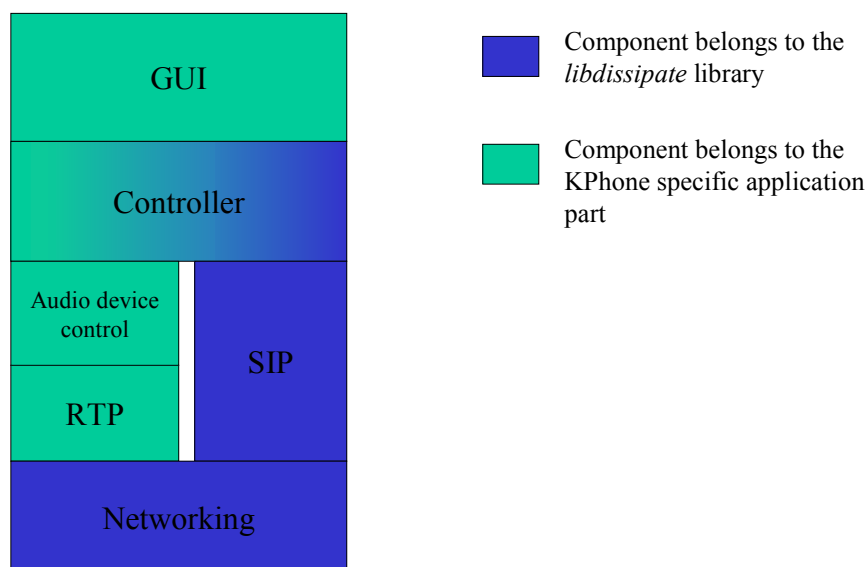 GUI
Controller
Audio device
control
RTP
SIP
Networking
Component belongs to the
libdissipate library
Component belongs to the
KPhone specific application
part